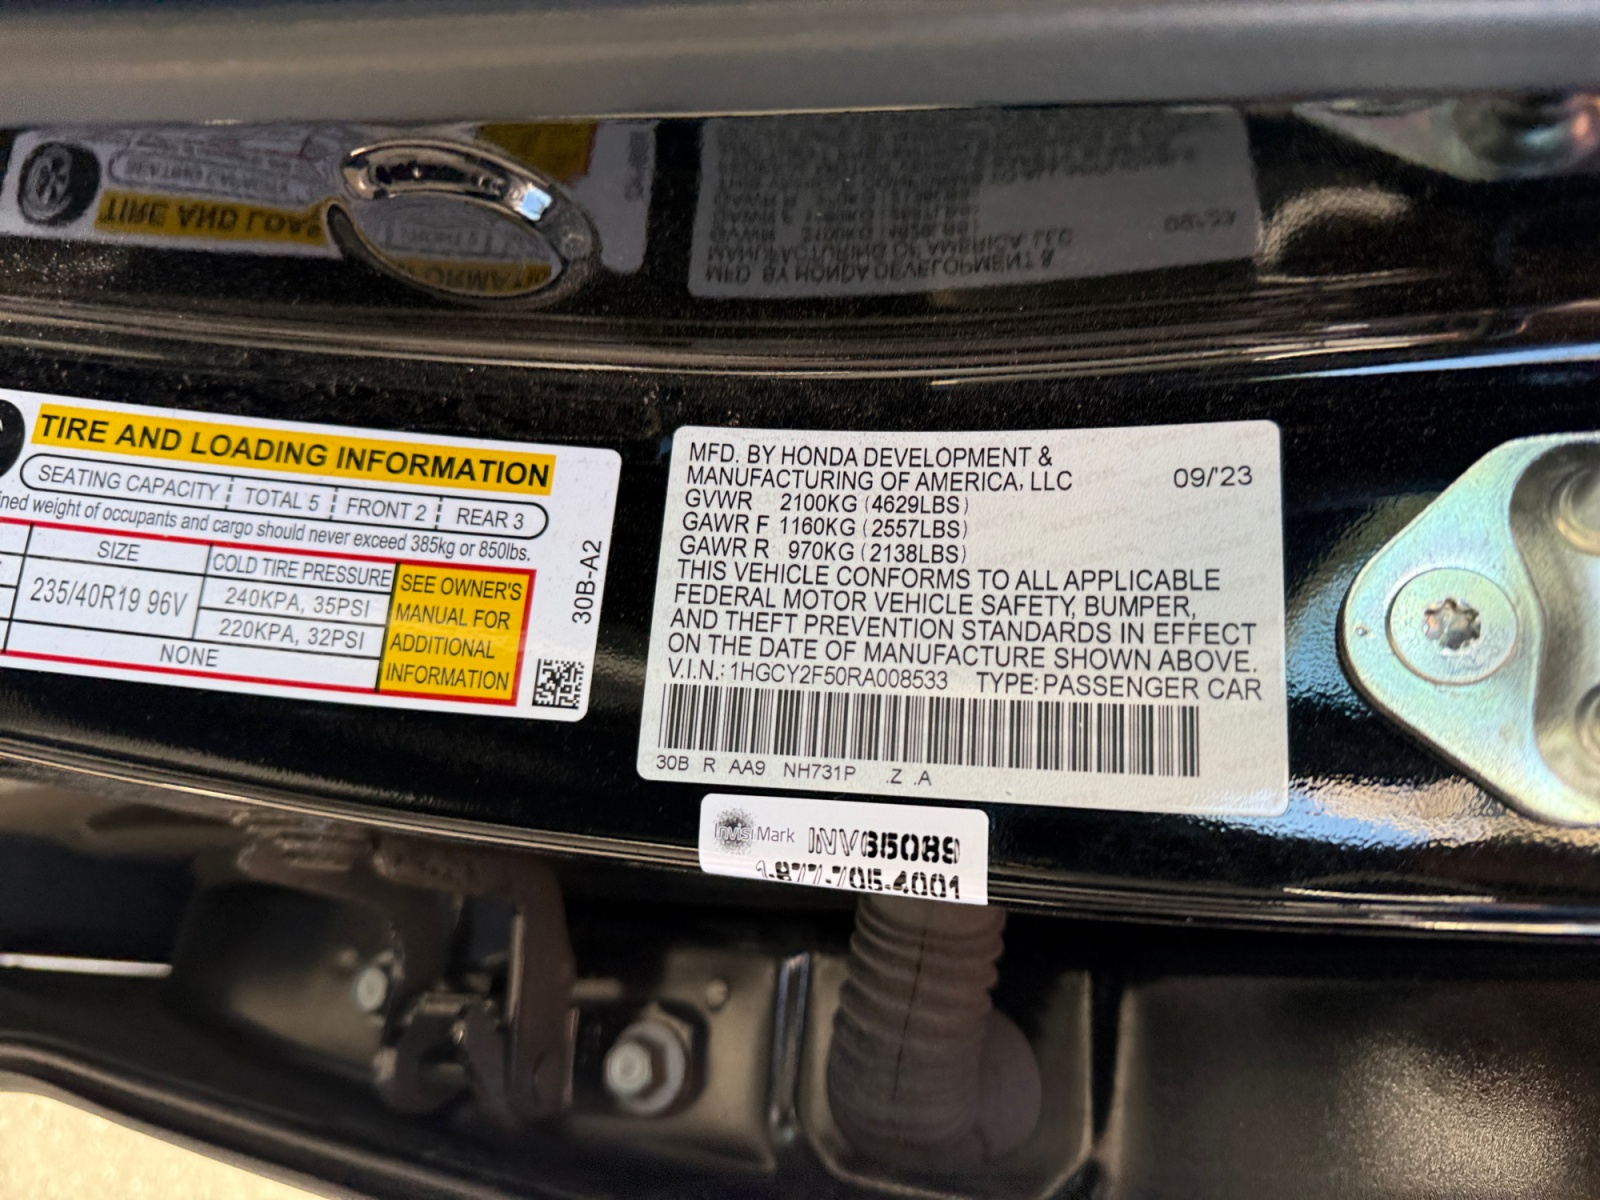 TIRE AND LOADING INFORMATION
SEATING CAPACITY TOTAL 5 FRONT 2 REAR 3
weight of occupants and cargo should never exceed 385kg or 850lbs.
SIZE COLD TIRE PRESSURE
235/40R19 96V
240KPA, 35PSI
220KPA, 32PSI
NONE
SEE OWNER'S
MANUAL FOR
ADDITIONAL
INFORMATION
30B-A2
MFD. BY HONDA DEVELOPMENT &
MANUFACTURING OF AMERICA, LLC 09/'23
GVWR 2100KG (4629LBS)
GAWR F 1160KG (2557LBS)
GAWR R 970KG (2138LBS)
THIS VEHICLE CONFORMS TO ALL APPLICABLE
FEDERAL MOTOR VEHICLE SAFETY, BUMPER,
AND THEFT PREVENTION STANDARDS IN EFFECT
ON THE DATE OF MANUFACTURE SHOWN ABOVE.
V.I.N.: 1HGCY2F50RA008533 TYPE: PASSENGER CAR
30B R AA9 NH731P .Z .A
InvisiMark INV65089
1-877-705-4001